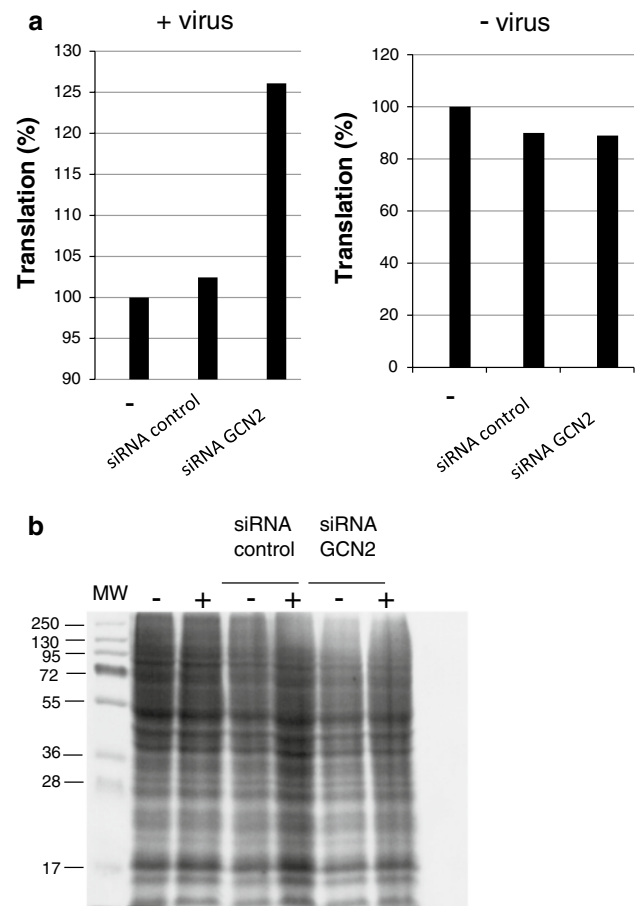 a
+ virus
Translation (%)
130
125
120
115
110
105
100
95
90
-
siRNA control
siRNA GCN2
- virus
Translation (%)
120
100
80
60
40
20
0
-
siRNA control
siRNA GCN2
b
siRNA control
siRNA GCN2
MW - + - + - +
250
130
95
72
55
36
28
17